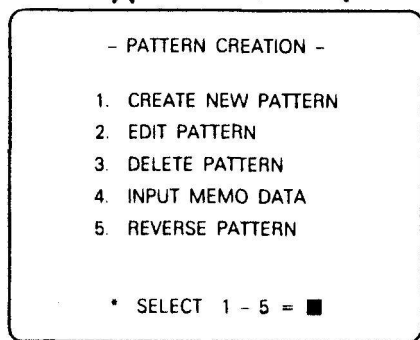 – PATTERN CREATION –
1. CREATE NEW PATTERN
2. EDIT PATTERN
3. DELETE PATTERN
4. INPUT MEMO DATA
5. REVERSE PATTERN
* SELECT 1 – 5 = ■